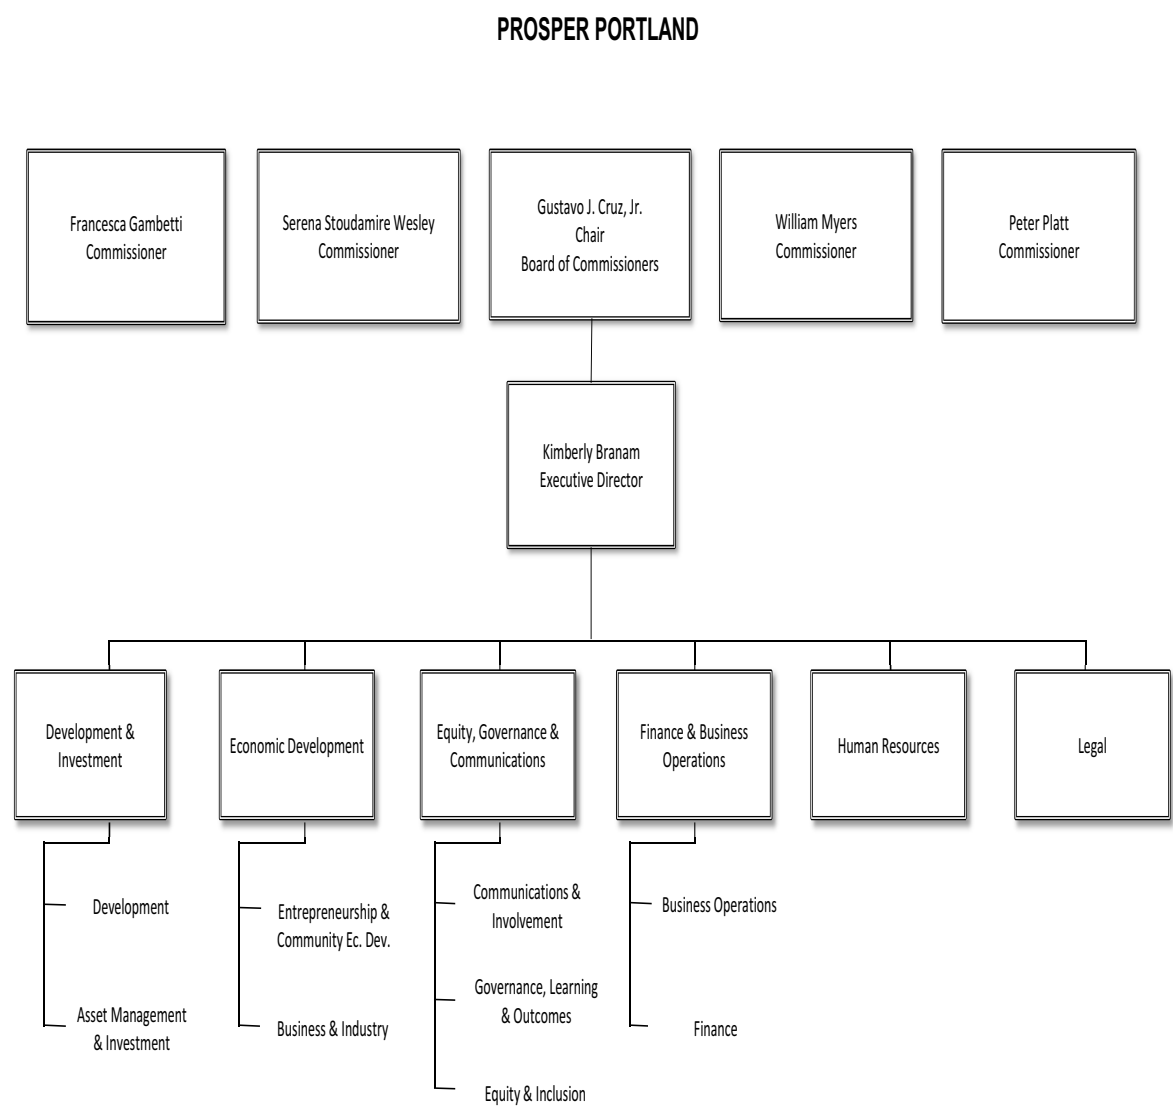 PROSPER PORTLAND
Francesca Gambetti
Commissioner
Serena Stoudamire Wesley
Commissioner
Gustavo J. Cruz, Jr.
Chair
Board of Commissioners
William Myers
Commissioner
Peter Platt
Commissioner
Kimberly Branam
Executive Director
Development &
Investment
Economic Development
Equity, Governance &
Communications
Finance & Business
Operations
Human Resources
Legal
Development
Asset Management
& Investment
Entrepreneurship &
Community Ec. Dev.
Business & Industry
Communications &
Involvement
Governance, Learning
& Outcomes
Equity & Inclusion
Business Operations
Finance